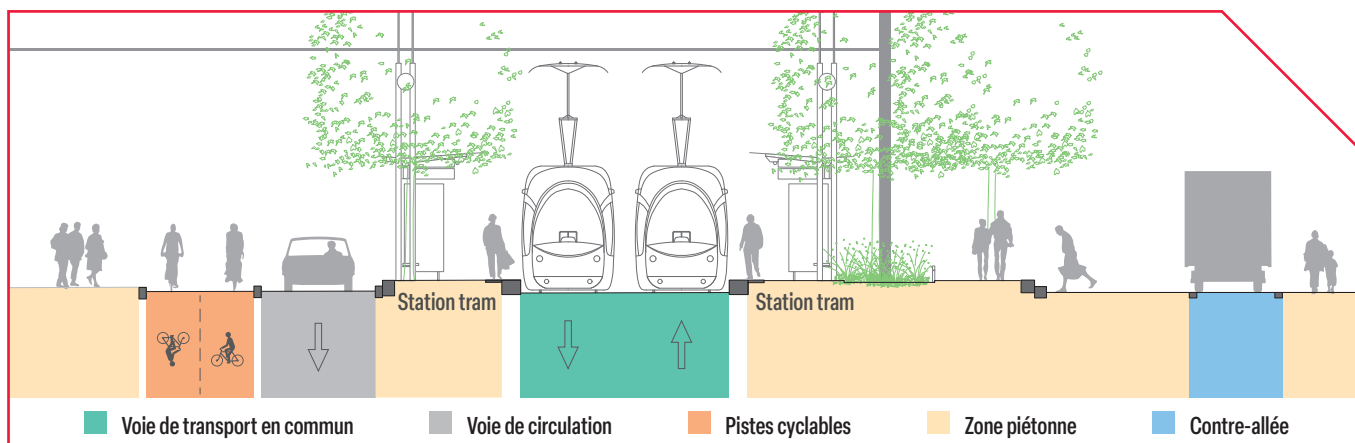 Station tram
Station tram
Voie de transport en commun
Voie de circulation
Pistes cyclables
Zone piétonne
Contre-allée